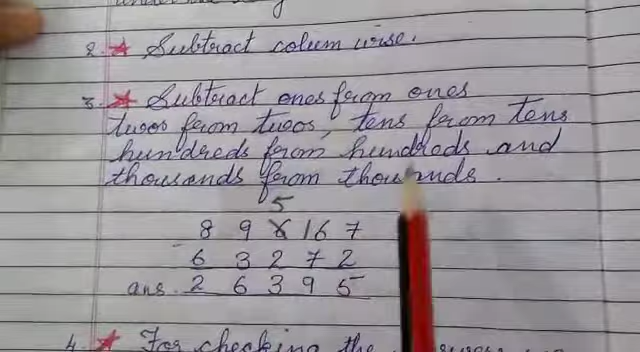 2. ★ Subtract colum wise.
3. ★ Subtract ones from ones
twos from twos, tens from Tens
hundreds from hundreds and
thousands from thousands.
5
8 9 6 16 7
- 6 3 2 7 2
ans. 2 6 3 9 5
4. ★ For checking the